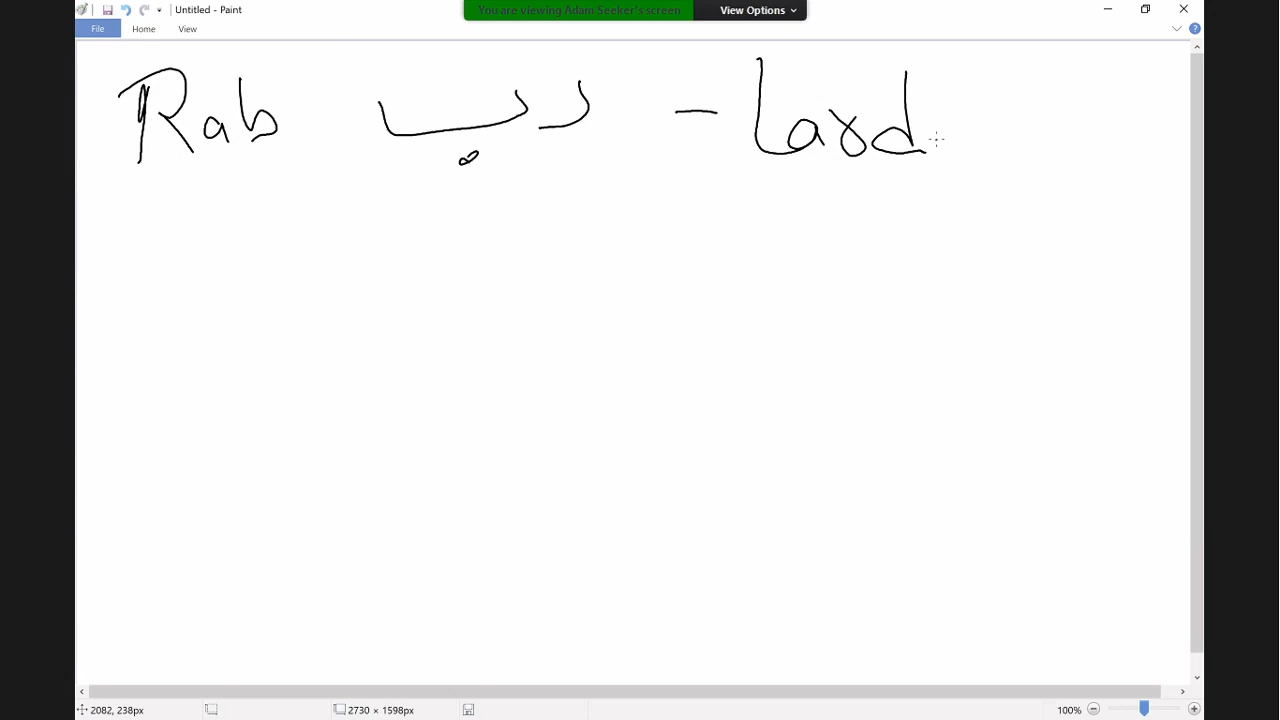 Untitled - Paint
You are viewing Adam Seeker's screen View Options
File Home View
Rab رب - Lord
2082, 238px 2730 × 1598px 100%